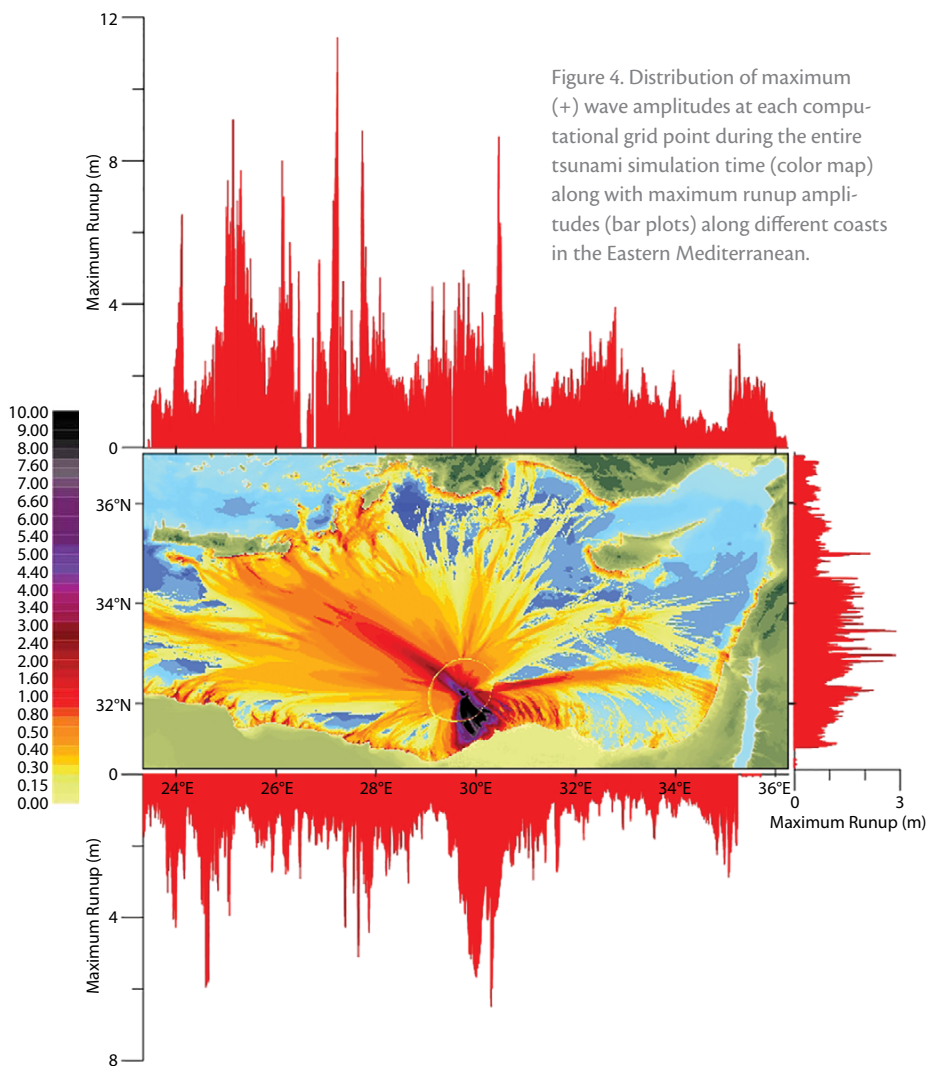 12
8
4
0
Maximum Runup (m)
Figure 4. Distribution of maximum
(+) wave amplitudes at each compu-
tational grid point during the entire
tsunami simulation time (color map)
along with maximum runup ampli-
tudes (bar plots) along different coasts
in the Eastern Mediterranean.
10.00
9.00
8.00
7.60
7.00
6.60
6.00
5.40
5.00
4.40
4.00
3.40
3.00
2.40
2.00
1.60
1.00
0.80
0.50
0.40
0.30
0.15
0.00
36°N
34°N
32°N
24°E 26°E 28°E 30°E 32°E 34°E 36°E
0 3
Maximum Runup (m)
0
4
8
Maximum Runup (m)